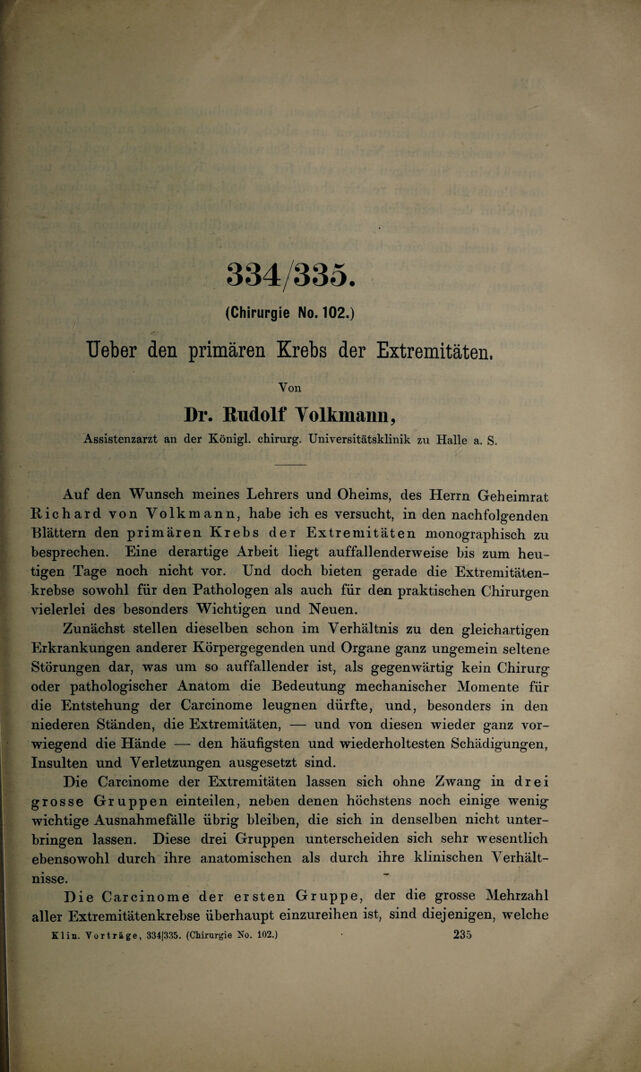 334/335.
(Chirurgie No. 102.)
Ueber den primären Krebs der Extremitäten.
Von
Dr. Rudolf Volkmann,
Assistenzarzt an der Königl. chirurg. Universitätsklinik zu Halle a. S.
Auf den Wunsch meines Lehrers und Oheims, des Herrn Geheimrat
Richard von Volkmann, habe ich es versucht, in den nachfolgenden
Blättern den primären Krebs der Extremitäten monographisch zu
besprechen. Eine derartige Arbeit liegt auffallenderweise bis zum heu-
tigen Tage noch nicht vor. Und doch bieten gerade die Extremitäten-
krebse sowohl für den Pathologen als auch für den praktischen Chirurgen
vielerlei des besonders Wichtigen und Neuen.
Zunächst stellen dieselben schon im Verhältnis zu den gleichartigen
Erkrankungen anderer Körpergegenden und Organe ganz ungemein seltene
Störungen dar, was um so auffallender ist, als gegenwärtig kein Chirurg
oder pathologischer Anatom die Bedeutung mechanischer Momente für
die Entstehung der Carcinome leugnen dürfte, und, besonders in den
niederen Ständen, die Extremitäten, — und von diesen wieder ganz vor-
wiegend die Hände — den häufigsten und wiederholtesten Schädigungen,
Insulten und Verletzungen ausgesetzt sind.
Die Carcinome der Extremitäten lassen sich ohne Zwang in drei
grosse Gruppen einteilen, neben denen höchstens noch einige wenig
wichtige Ausnahmefälle übrig bleiben, die sich in denselben nicht unter-
bringen lassen. Diese drei Gruppen unterscheiden sich sehr wesentlich
ebensowohl durch ihre anatomischen als durch ihre klinischen Verhält-
nisse.
Die Carcinome der ersten Gruppe, der die grosse Mehrzahl
aller Extremitätenkrebse überhaupt einzureihen ist, sind diejenigen, welche
Klin. Vorträge, 334|335. (Chirurgie No. 102.) 235